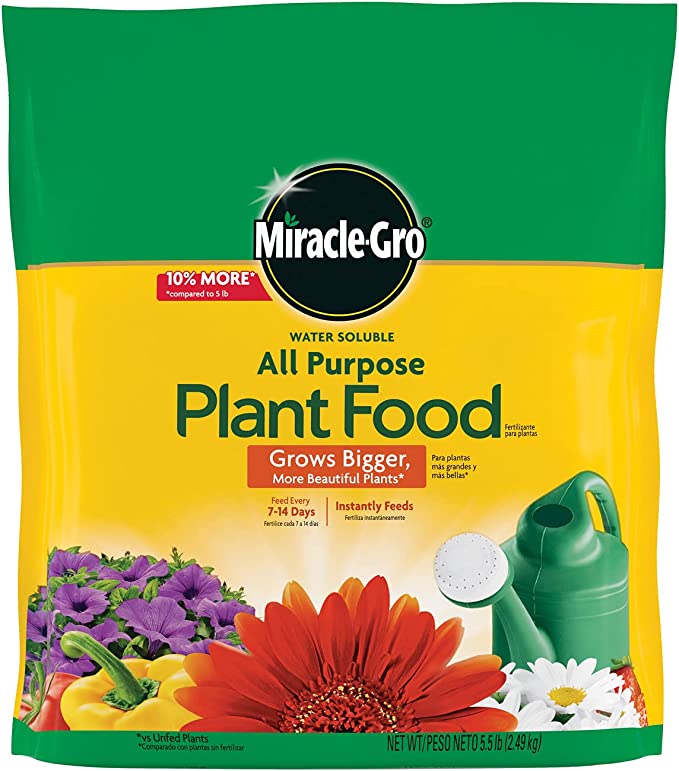 Miracle-Gro®
10% MORE*
*compared to 5 lb
WATER SOLUBLE
All Purpose
Plant Food
Fertilizante
para plantas
Grows Bigger,
More Beautiful Plants*
Para plantas
más grandes y
más bellas*
Feed Every
7-14 Days
Fertilice cada 7 a 14 días
Instantly Feeds
Fertiliza instantáneamente
*vs Unfed Plants
*Comparado con plantas sin fertilizar
NET WT/PESO NETO 5.5 lb (2.49 kg)